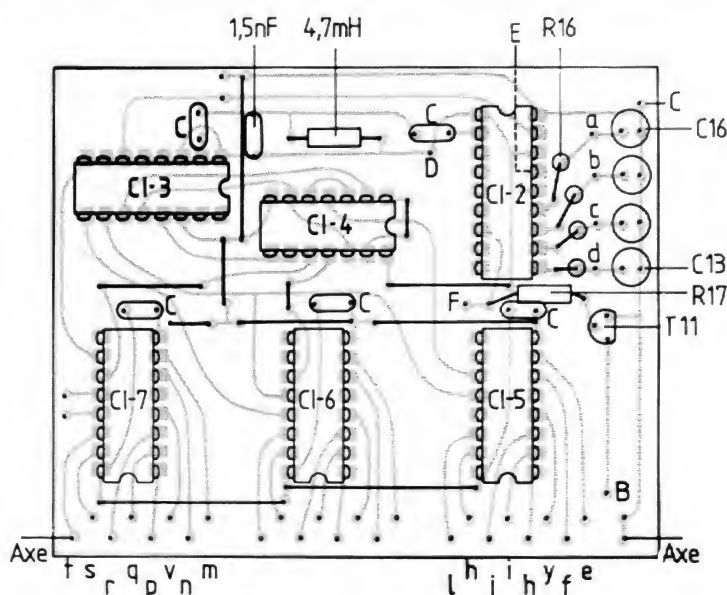 1,5nF 4,7mH E R16
C C C
a C16
D
b
CI-3 CI-2
CI-4 c
d C13
F R17
C C C T11
CI-7 CI-6 CI-5
B
Axe Axe
t s r q p v n m l h j i h y f e